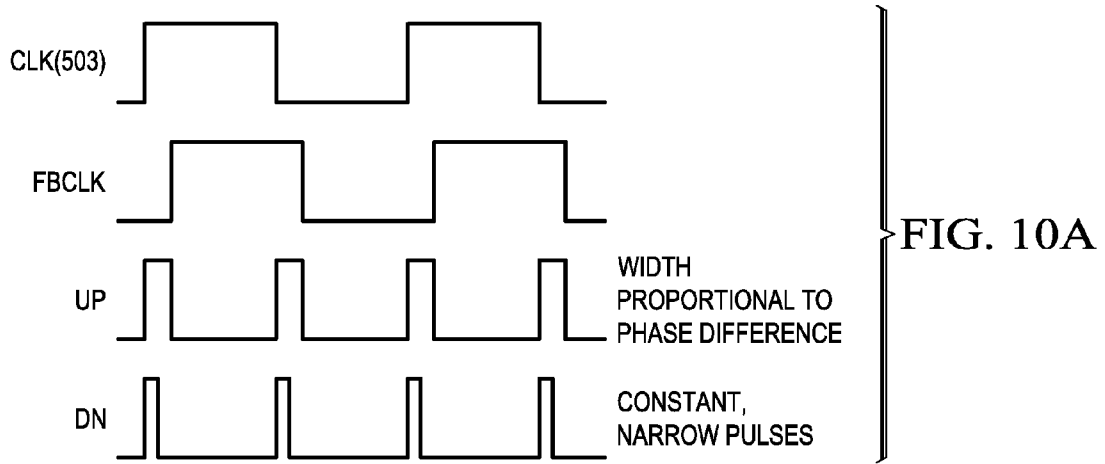 CLK(503)
FBCLK
UP
WIDTH
PROPORTIONAL TO
PHASE DIFFERENCE
DN
CONSTANT,
NARROW PULSES
FIG. 10A